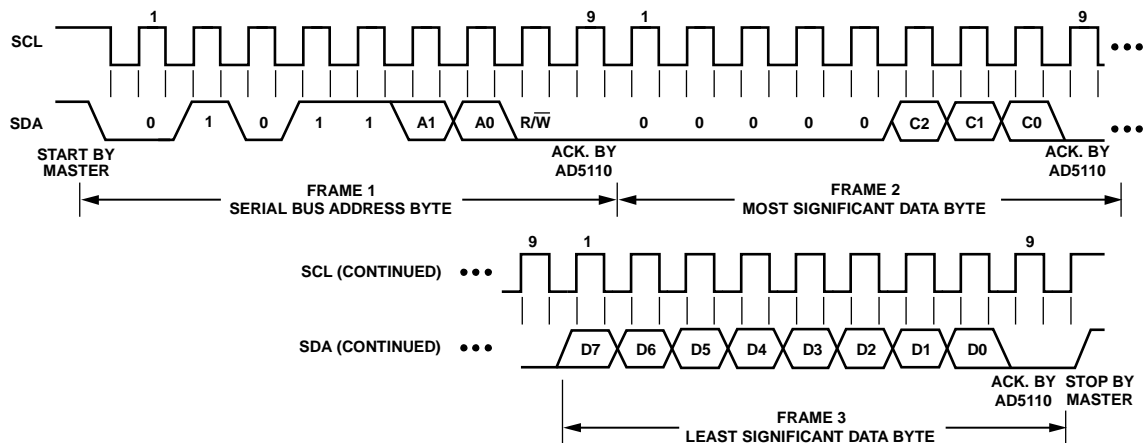 1 9 1 9
SCL
SDA 0 1 0 1 1 A1 A0 R/W̅ 0 0 0 0 0 C2 C1 C0
START BY
MASTER
ACK. BY
AD5110
ACK. BY
AD5110
FRAME 1
SERIAL BUS ADDRESS BYTE
FRAME 2
MOST SIGNIFICANT DATA BYTE
9 1 9
SCL (CONTINUED)
SDA (CONTINUED) D7 D6 D5 D4 D3 D2 D1 D0
ACK. BY
AD5110
STOP BY
MASTER
FRAME 3
LEAST SIGNIFICANT DATA BYTE